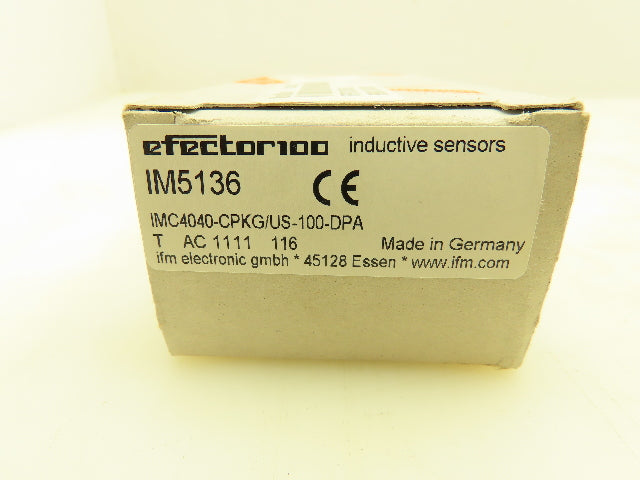 efector100 inductive sensors
IM5136 CE
IMC4040-CPKG/US-100-DPA
T AC 1111 116 Made in Germany
ifm electronic gmbh * 45128 Essen * www.ifm.com